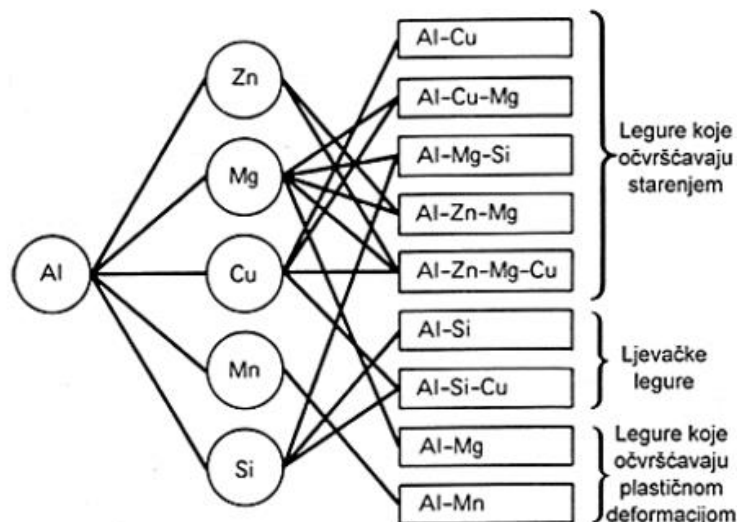 Al
Zn
Mg
Cu
Mn
Si
Al-Cu
Al-Cu-Mg
Al-Mg-Si
Al-Zn-Mg
Al-Zn-Mg-Cu
Al-Si
Al-Si-Cu
Al-Mg
Al-Mn
Legure koje
očvršćavaju
starenjem
Ljevačke
legure
Legure koje
očvršćavaju
plastičnom
deformacijom